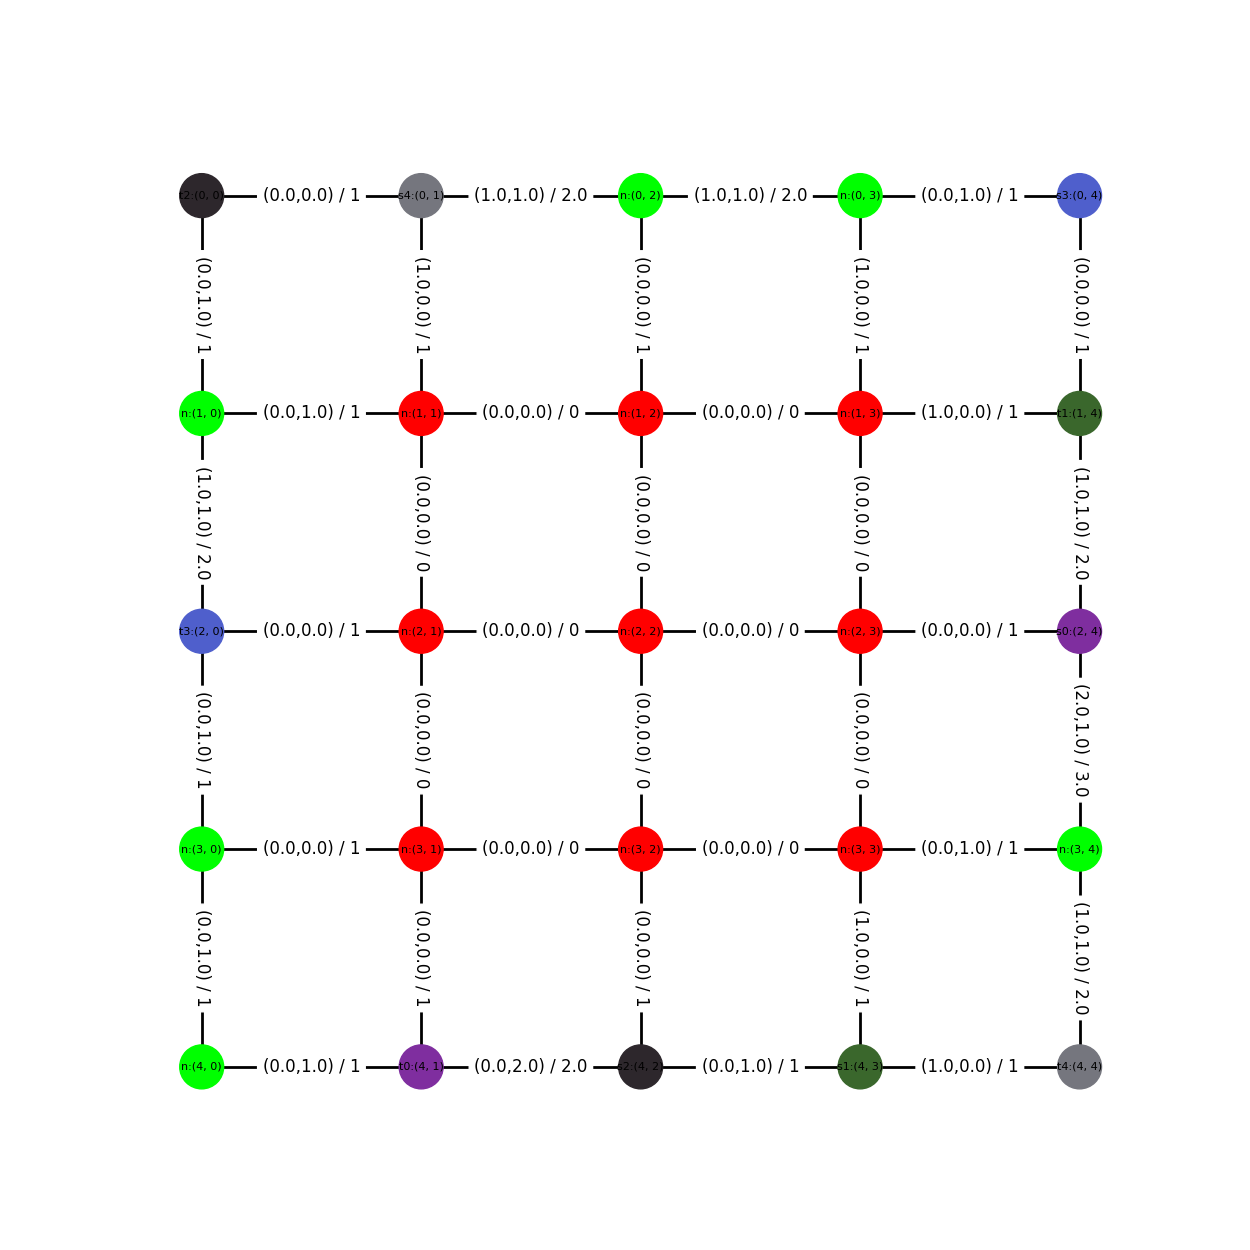 t2:(0, 0) (0.0,0.0) / 1 s4:(0, 1) (1.0,1.0) / 2.0 n:(0, 2) (1.0,1.0) / 2.0 n:(0, 3) (0.0,1.0) / 1 s3:(0, 4)
(0.0,1.0) / 1 (1.0,0.0) / 1 (0.0,0.0) / 1 (1.0,0.0) / 1 (0.0,0.0) / 1
n:(1, 0) (0.0,1.0) / 1 n:(1, 1) (0.0,0.0) / 0 n:(1, 2) (0.0,0.0) / 0 n:(1, 3) (1.0,0.0) / 1 t1:(1, 4)
(1.0,1.0) / 2.0 (0.0,0.0) / 0 (0.0,0.0) / 0 (0.0,0.0) / 0 (1.0,1.0) / 2.0
t3:(2, 0) (0.0,0.0) / 1 n:(2, 1) (0.0,0.0) / 0 n:(2, 2) (0.0,0.0) / 0 n:(2, 3) (0.0,0.0) / 1 s0:(2, 4)
(0.0,1.0) / 1 (0.0,0.0) / 0 (0.0,0.0) / 0 (0.0,0.0) / 0 (2.0,1.0) / 3.0
n:(3, 0) (0.0,0.0) / 1 n:(3, 1) (0.0,0.0) / 0 n:(3, 2) (0.0,0.0) / 0 n:(3, 3) (0.0,1.0) / 1 n:(3, 4)
(0.0,1.0) / 1 (0.0,0.0) / 1 (0.0,0.0) / 1 (1.0,0.0) / 1 (1.0,1.0) / 2.0
n:(4, 0) (0.0,1.0) / 1 t0:(4, 1) (0.0,2.0) / 2.0 s2:(4, 2) (0.0,1.0) / 1 s1:(4, 3) (1.0,0.0) / 1 t4:(4, 4)